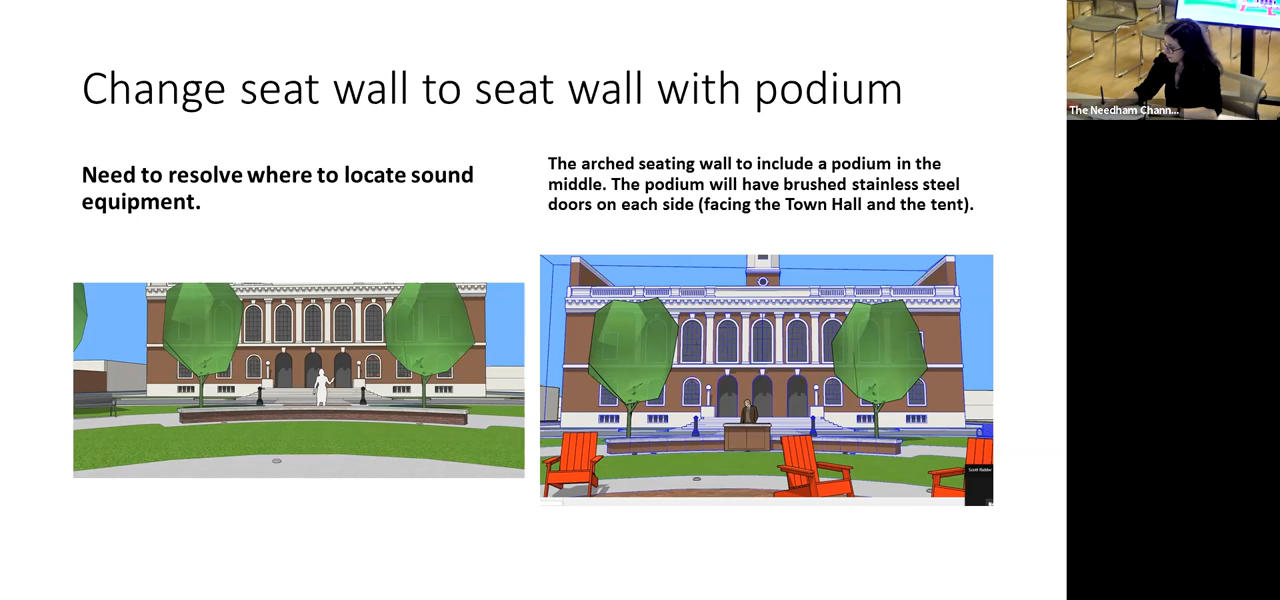 Change seat wall to seat wall with podium
Need to resolve where to locate sound
equipment.
The arched seating wall to include a podium in the
middle. The podium will have brushed stainless steel
doors on each side (facing the Town Hall and the tent).
The Needham Chann...
Scott Ridder